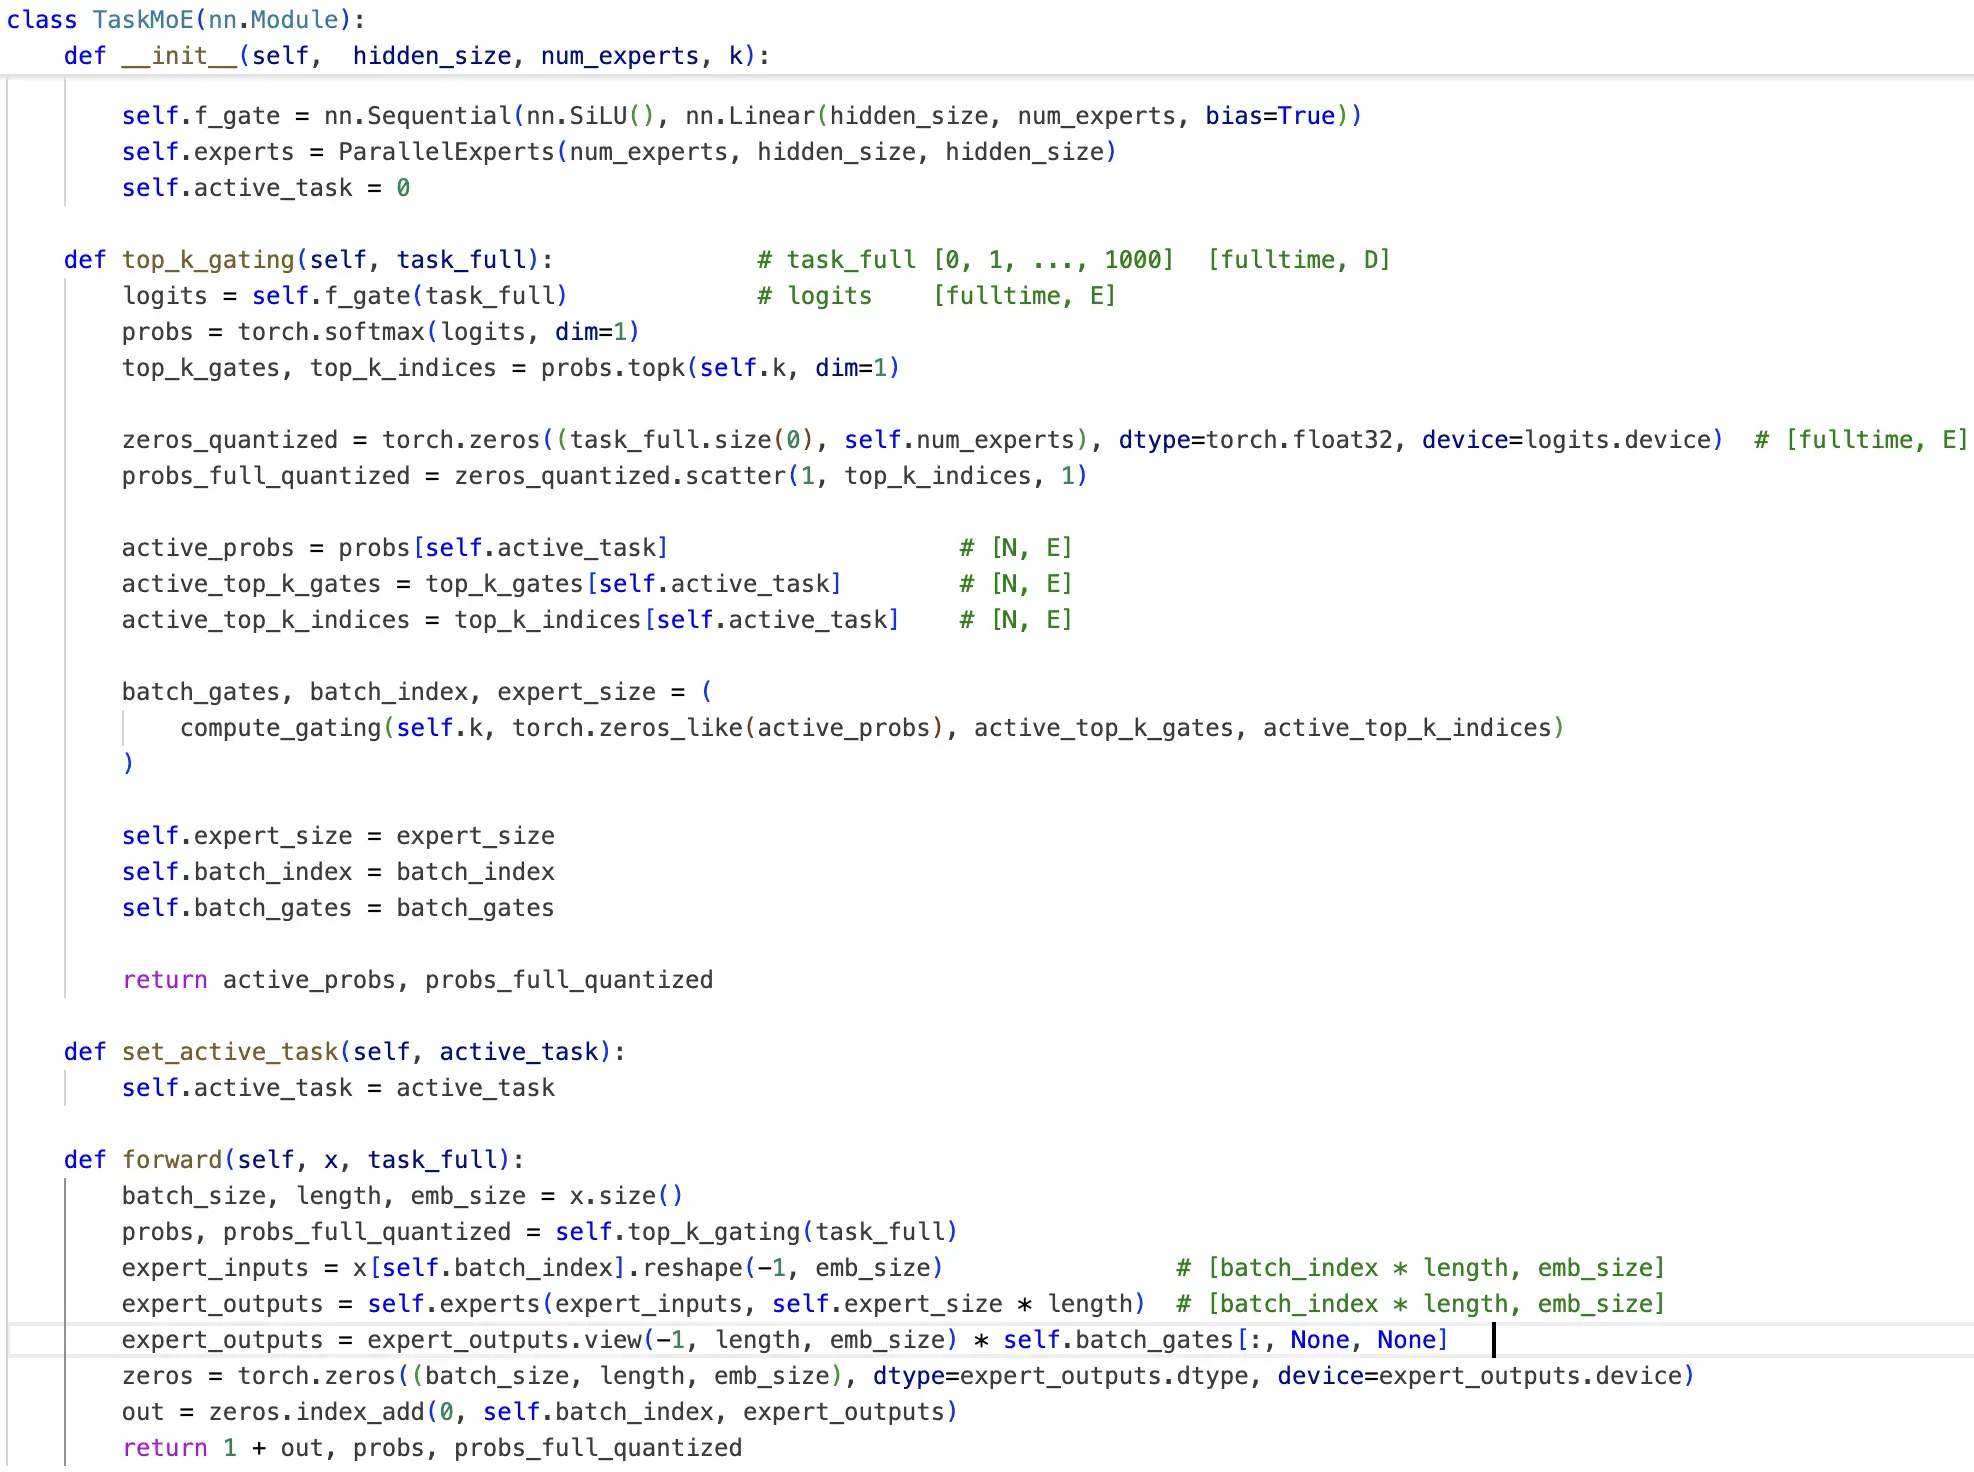 class TaskMoE(nn.Module):
    def __init__(self,  hidden_size, num_experts, k):
        self.f_gate = nn.Sequential(nn.SiLU(), nn.Linear(hidden_size, num_experts, bias=True))
        self.experts = ParallelExperts(num_experts, hidden_size, hidden_size)
        self.active_task = 0
    def top_k_gating(self, task_full):              # task_full [0, 1, ..., 1000]  [fulltime, D]
        logits = self.f_gate(task_full)             # logits    [fulltime, E]
        probs = torch.softmax(logits, dim=1)
        top_k_gates, top_k_indices = probs.topk(self.k, dim=1)
        zeros_quantized = torch.zeros((task_full.size(0), self.num_experts), dtype=torch.float32, device=logits.device)  # [fulltime, E]
        probs_full_quantized = zeros_quantized.scatter(1, top_k_indices, 1)
        active_probs = probs[self.active_task]                    # [N, E]
        active_top_k_gates = top_k_gates[self.active_task]        # [N, E]
        active_top_k_indices = top_k_indices[self.active_task]    # [N, E]
        batch_gates, batch_index, expert_size = (
            compute_gating(self.k, torch.zeros_like(active_probs), active_top_k_gates, active_top_k_indices)
        )
        self.expert_size = expert_size
        self.batch_index = batch_index
        self.batch_gates = batch_gates
        return active_probs, probs_full_quantized
    def set_active_task(self, active_task):
        self.active_task = active_task
    def forward(self, x, task_full):
        batch_size, length, emb_size = x.size()
        probs, probs_full_quantized = self.top_k_gating(task_full)
        expert_inputs = x[self.batch_index].reshape(-1, emb_size)                # [batch_index * length, emb_size]
        expert_outputs = self.experts(expert_inputs, self.expert_size * length)  # [batch_index * length, emb_size]
        expert_outputs = expert_outputs.view(-1, length, emb_size) * self.batch_gates[:, None, None]
        zeros = torch.zeros((batch_size, length, emb_size), dtype=expert_outputs.dtype, device=expert_outputs.device)
        out = zeros.index_add(0, self.batch_index, expert_outputs)
        return 1 + out, probs, probs_full_quantized